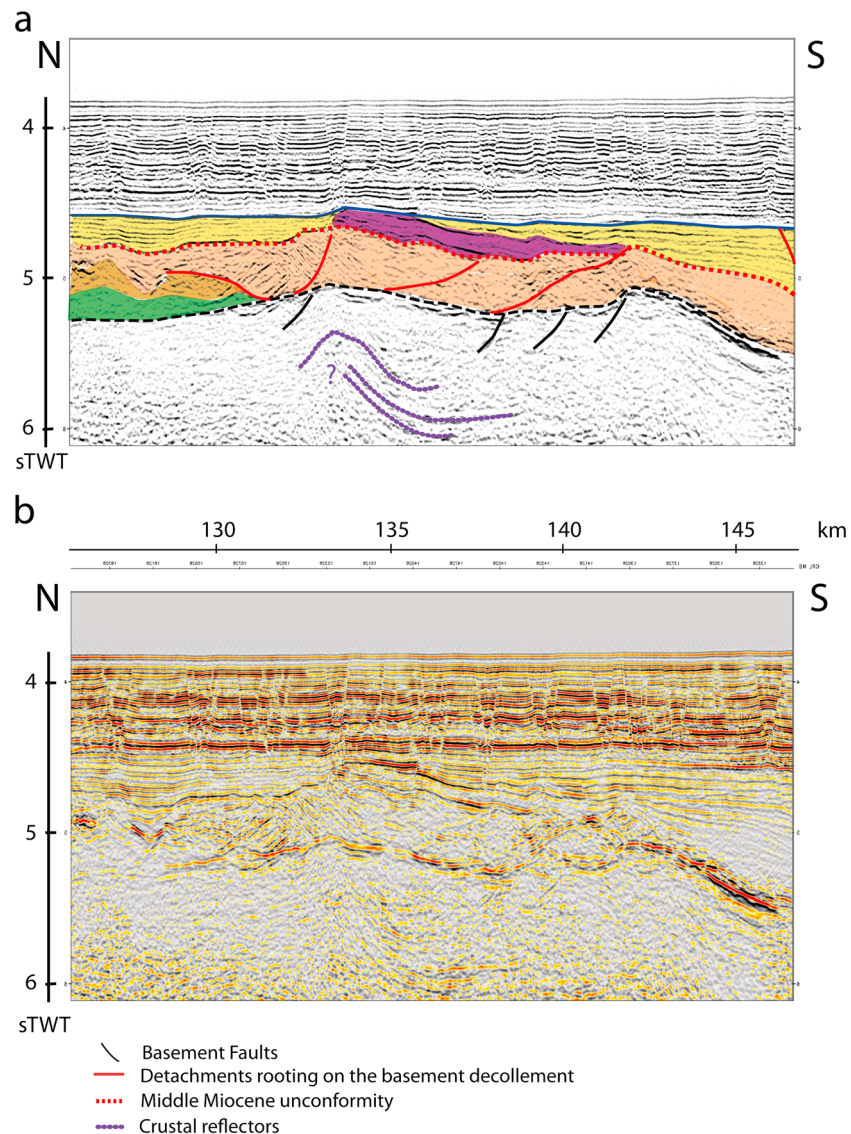 a
N S
4
5
?
6
sTWT
b
130 135 140 145 km
N S
4
5
6
sTWT
Basement Faults
Detachments rooting on the basement decollement
Middle Miocene unconformity
Crustal reflectors